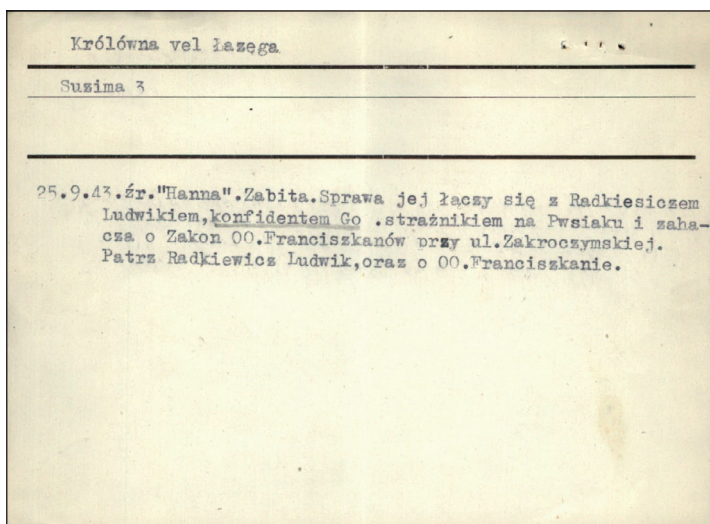 Królówna vel Łazęga
Suzima 3
25.9.43.źr."Hanna".Zabita.Sprawa jej łączy się z Radkiesiczem
Ludwikiem,konfidentem Go .strażnikiem na Pwsiaku i zaha-
cza o Zakon OO.Franciszkanów przy ul.Zakroczymskiej.
Patrz Radkiewicz Ludwik,oraz o OO.Franciszkanie.